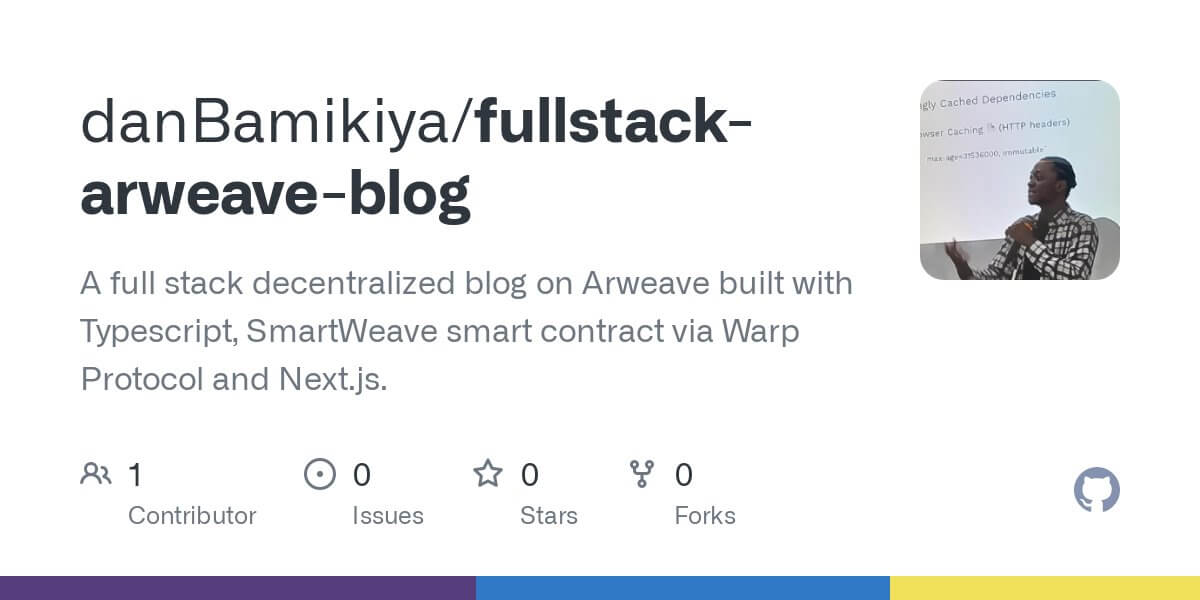 danBamikiya/fullstack-
arweave-blog
A full stack decentralized blog on Arweave built with
Typescript, SmartWeave smart contract via Warp
Protocol and Next.js.
1
Contributor
0
Issues
0
Stars
0
Forks
Cached Dependencies
Caching (HTTP headers)
max-age=31536000, immutable